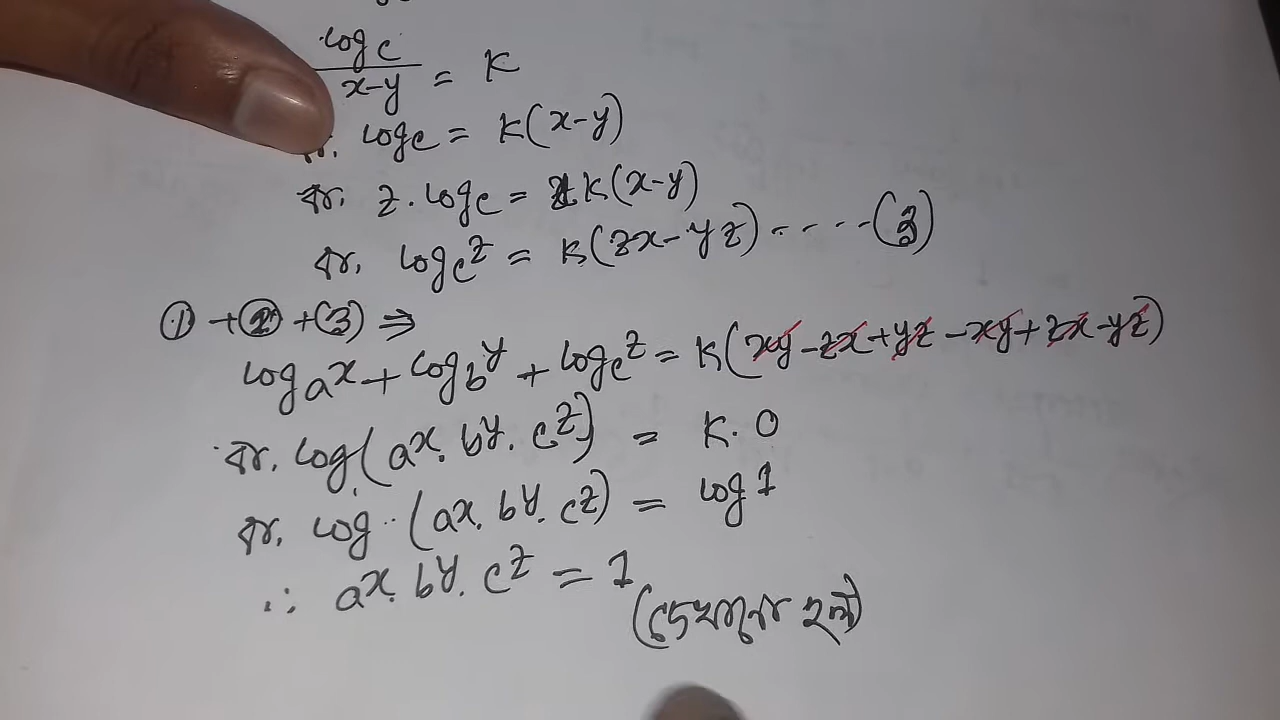 log c / x-y = K
বা, log c = K(x-y)
বা, z . log c = zK(x-y)
বা, log c^z = K(zx-yz) - - - - - (3)
① + ② + (3) ⇒
log a^x + log b^y + log c^z = K(xy - zx + yz - xy + zx - yz)
বা, log(a^x. b^y. c^z) = K. 0
বা, log (a^x. b^y. c^z) = log 1
∴ a^x. b^y. c^z = 1
(দেখানো হল)